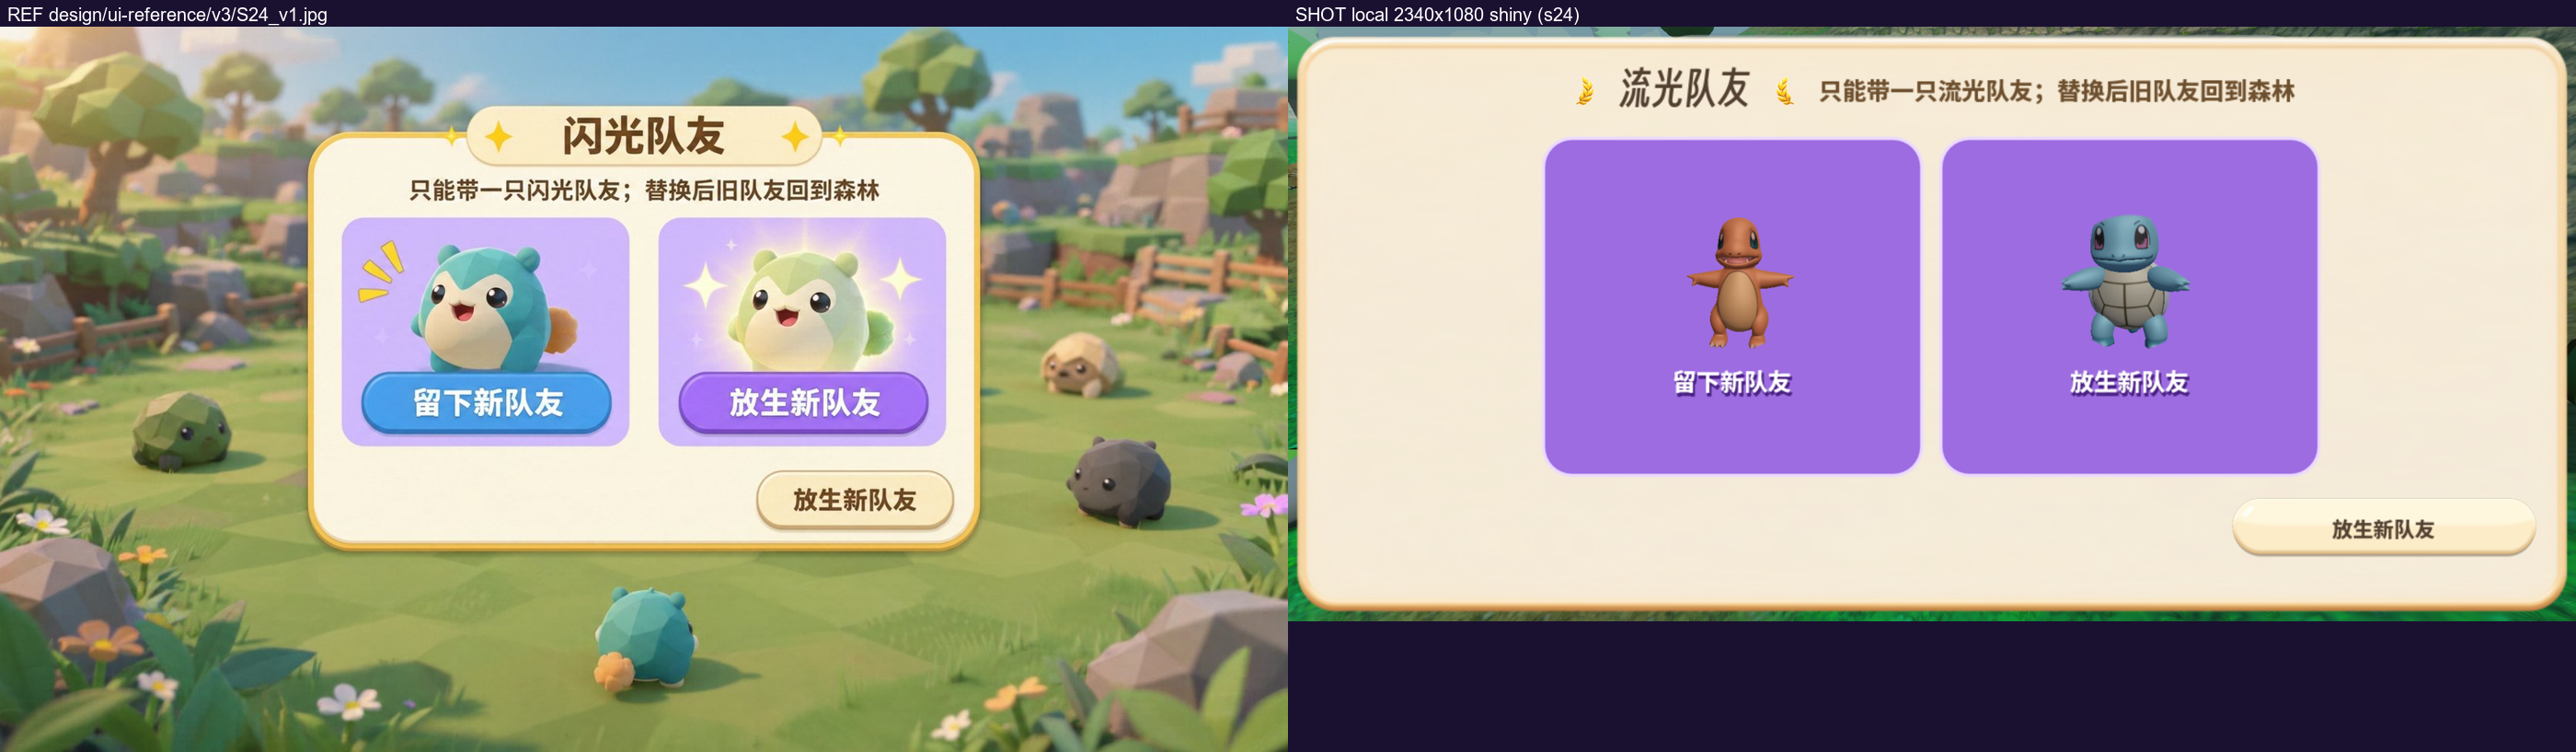 REF design/ui-reference/v3/S24_v1.jpg
闪光队友
只能带一只闪光队友；替换后旧队友回到森林
留下新队友
放生新队友
放生新队友
SHOT local 2340x1080 shiny (s24)
流光队友
只能带一只流光队友；替换后旧队友回到森林
留下新队友
放生新队友
放生新队友